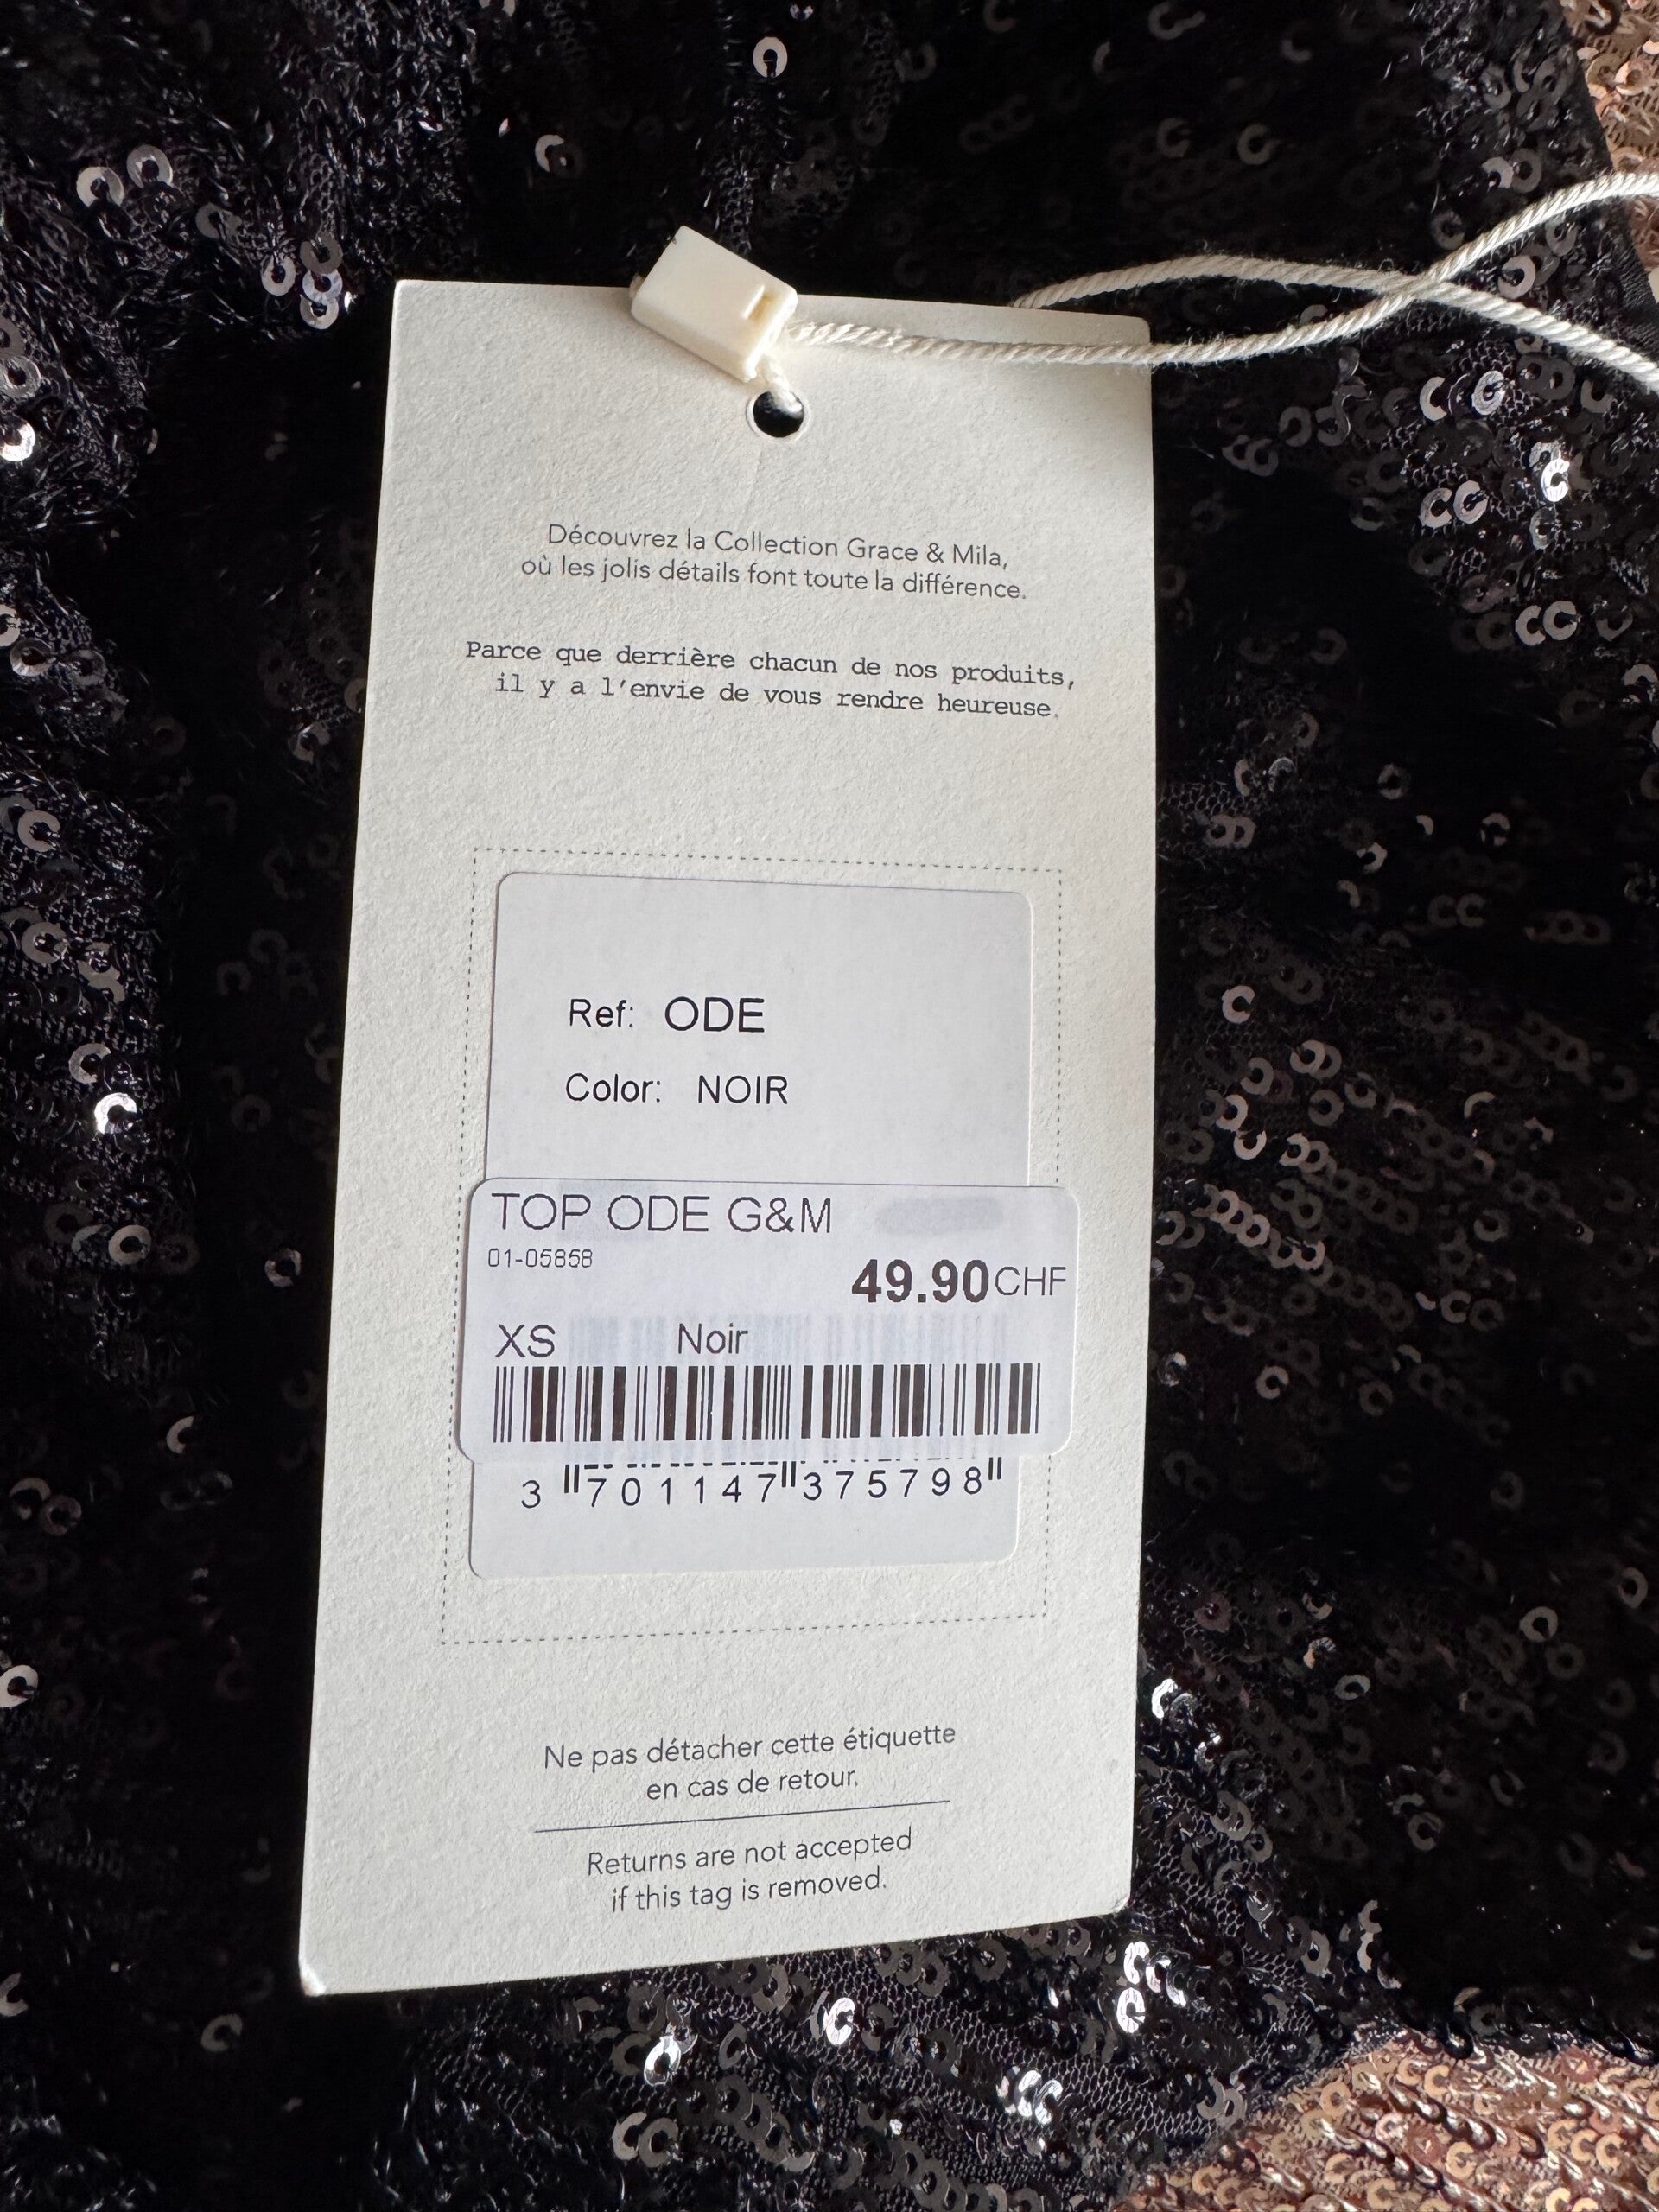 Découvrez la Collection Grace & Mila,
où les jolis détails font toute la différence.
Parce que derrière chacun de nos produits,
il y a l'envie de vous rendre heureuse.
Ref: ODE
Color: NOIR
TOP ODE G&M
01-05858
49.90CHF
XS Noir
3 701147 375798
Ne pas détacher cette étiquette
en cas de retour.
Returns are not accepted
if this tag is removed.